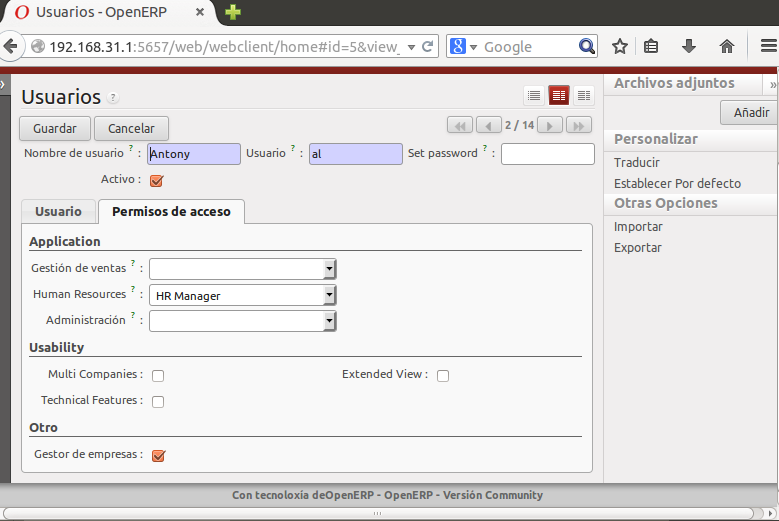 Usuarios - OpenERP
192.168.31.1:5657/web/webclient/home#id=5&view_
Google
Usuarios ?
Archivos adjuntos
Guardar Cancelar
2 / 14
Añadir
Nombre de usuario ? : Antony Usuario ? : al Set password ? :
Activo :
Personalizar
Traducir
Establecer Por defecto
Otras Opciones
Importar
Exportar
Usuario Permisos de acceso
Application
Gestión de ventas ? :
Human Resources ? : HR Manager
Administración ? :
Usability
Multi Companies : Extended View :
Technical Features :
Otro
Gestor de empresas :
Con tecnoloxía deOpenERP - OpenERP - Versión Community